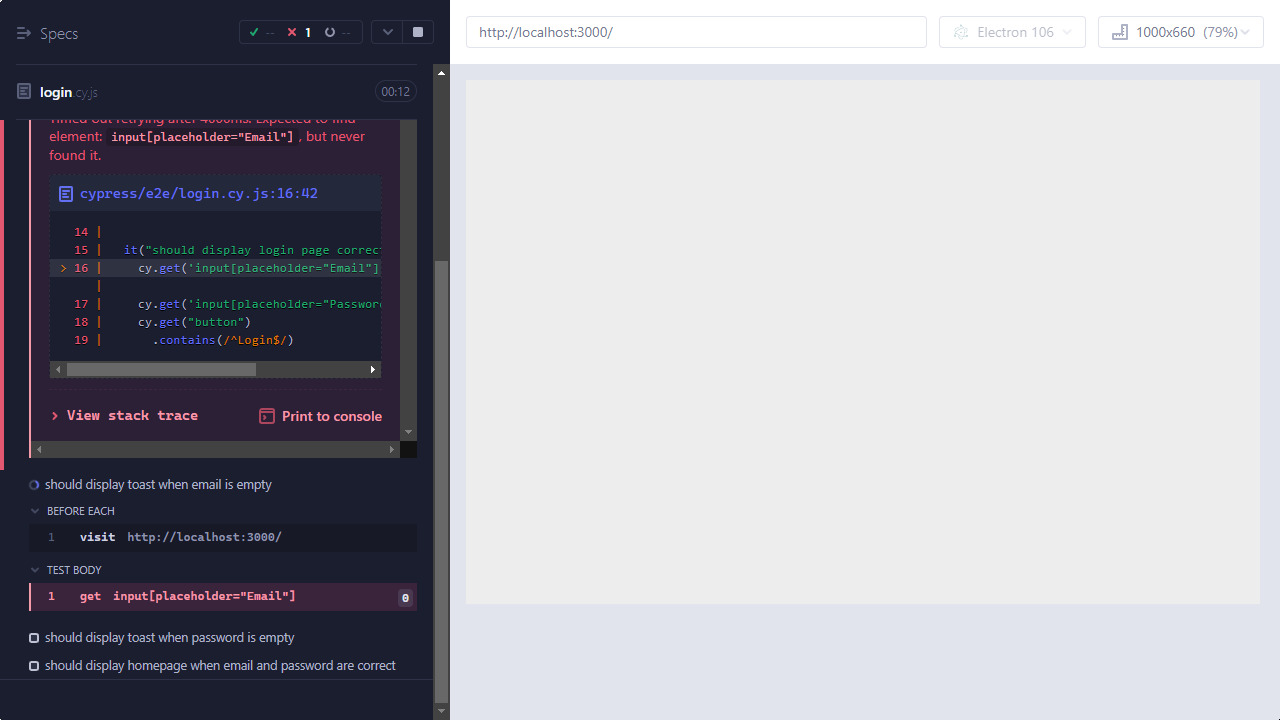 Specs
-- 1 --
http://localhost:3000/
Electron 106
1000x660 (79%)
login.cy.js
00:12
Timed out retrying after 4000ms: Expected to find
element: input[placeholder="Email"], but never
found it.
cypress/e2e/login.cy.js:16:42
14 |
15 | it("should display login page correct
> 16 | cy.get('input[placeholder="Email"]
|
17 | cy.get('input[placeholder="Password
18 | cy.get("button")
19 | .contains(/^Login$/)
View stack trace
Print to console
should display toast when email is empty
BEFORE EACH
1 visit http://localhost:3000/
TEST BODY
1 get input[placeholder="Email"] 0
should display toast when password is empty
should display homepage when email and password are correct